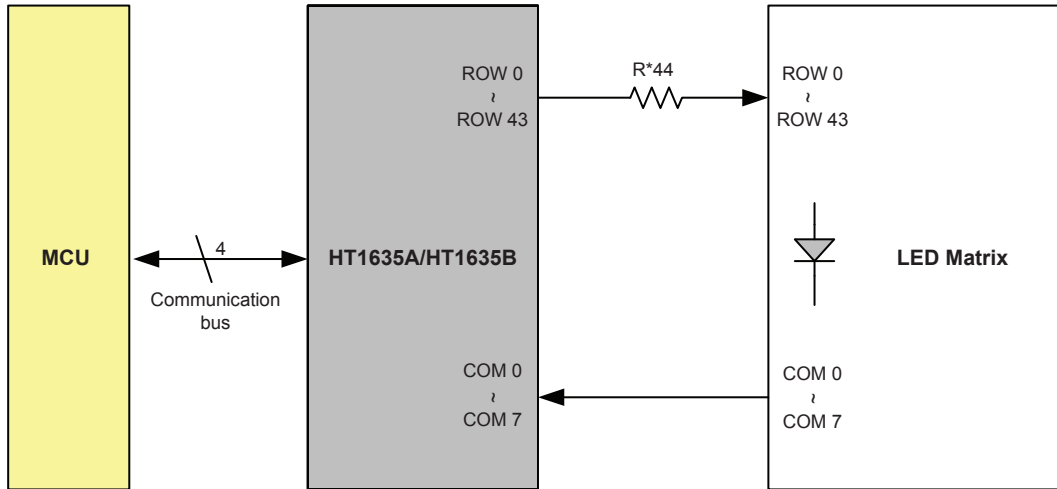 MCU
4
Communication
bus
HT1635A/HT1635B
ROW 0
~
ROW 43
COM 0
~
COM 7
R*44
ROW 0
~
ROW 43
LED Matrix
COM 0
~
COM 7